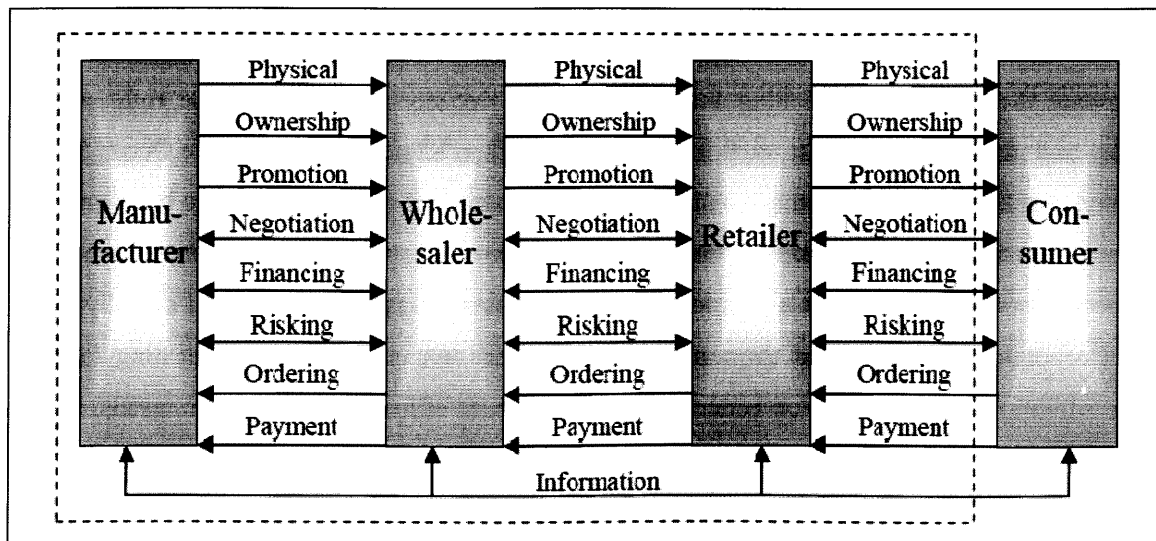 Physical Physical Physical
Ownership Ownership Ownership
Promotion Promotion Promotion
Manu-
facturer
Negotiation
Whole-
saler
Negotiation
Retailer
Negotiation
Con-
sumer
Financing Financing Financing
Risking Risking Risking
Ordering Ordering Ordering
Payment Payment Payment
Information